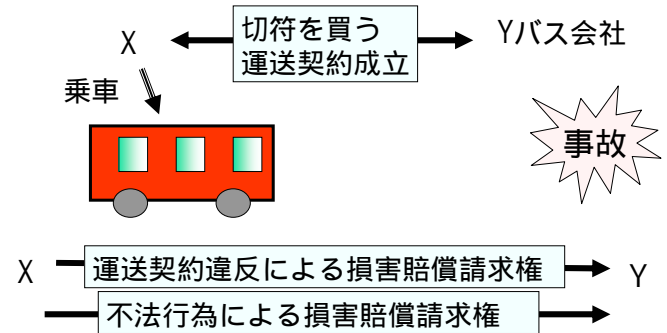 切符を買う
運送契約成立
X
Yバス会社
乗車
事故
X 運送契約違反による損害賠償請求権 Y
不法行為による損害賠償請求権